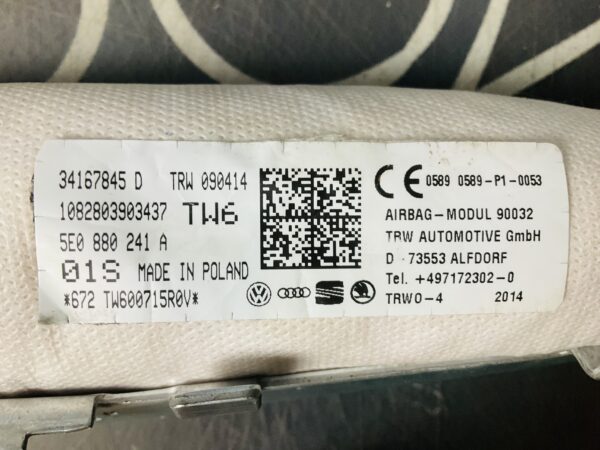 34167845 D TRW 090414
1082803903437 TW6
5E0 880 241 A
01S MADE IN POLAND
*672 TW600715R0V*
CE 0589 0589-P1-0053
AIRBAG-MODUL 90032
TRW AUTOMOTIVE GmbH
D - 73553 ALFDORF
Tel. +497172302-0
TRWO-4 2014